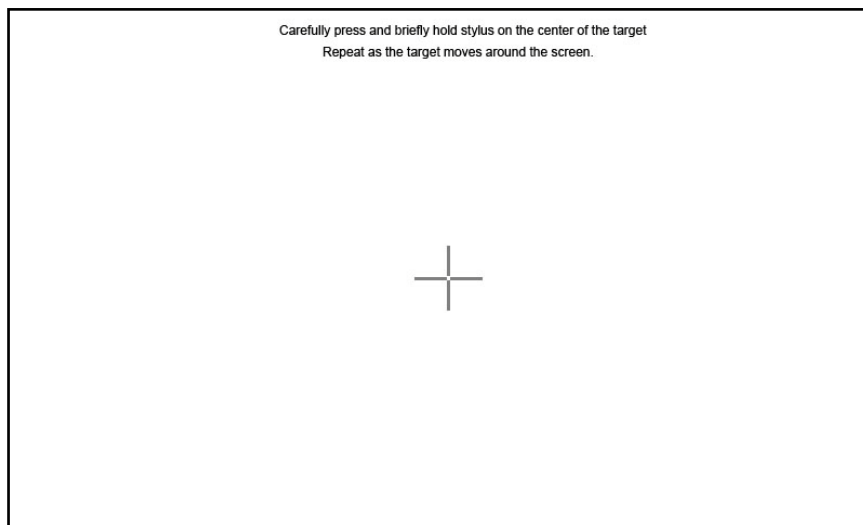 Carefully press and briefly hold stylus on the center of the target
Repeat as the target moves around the screen.